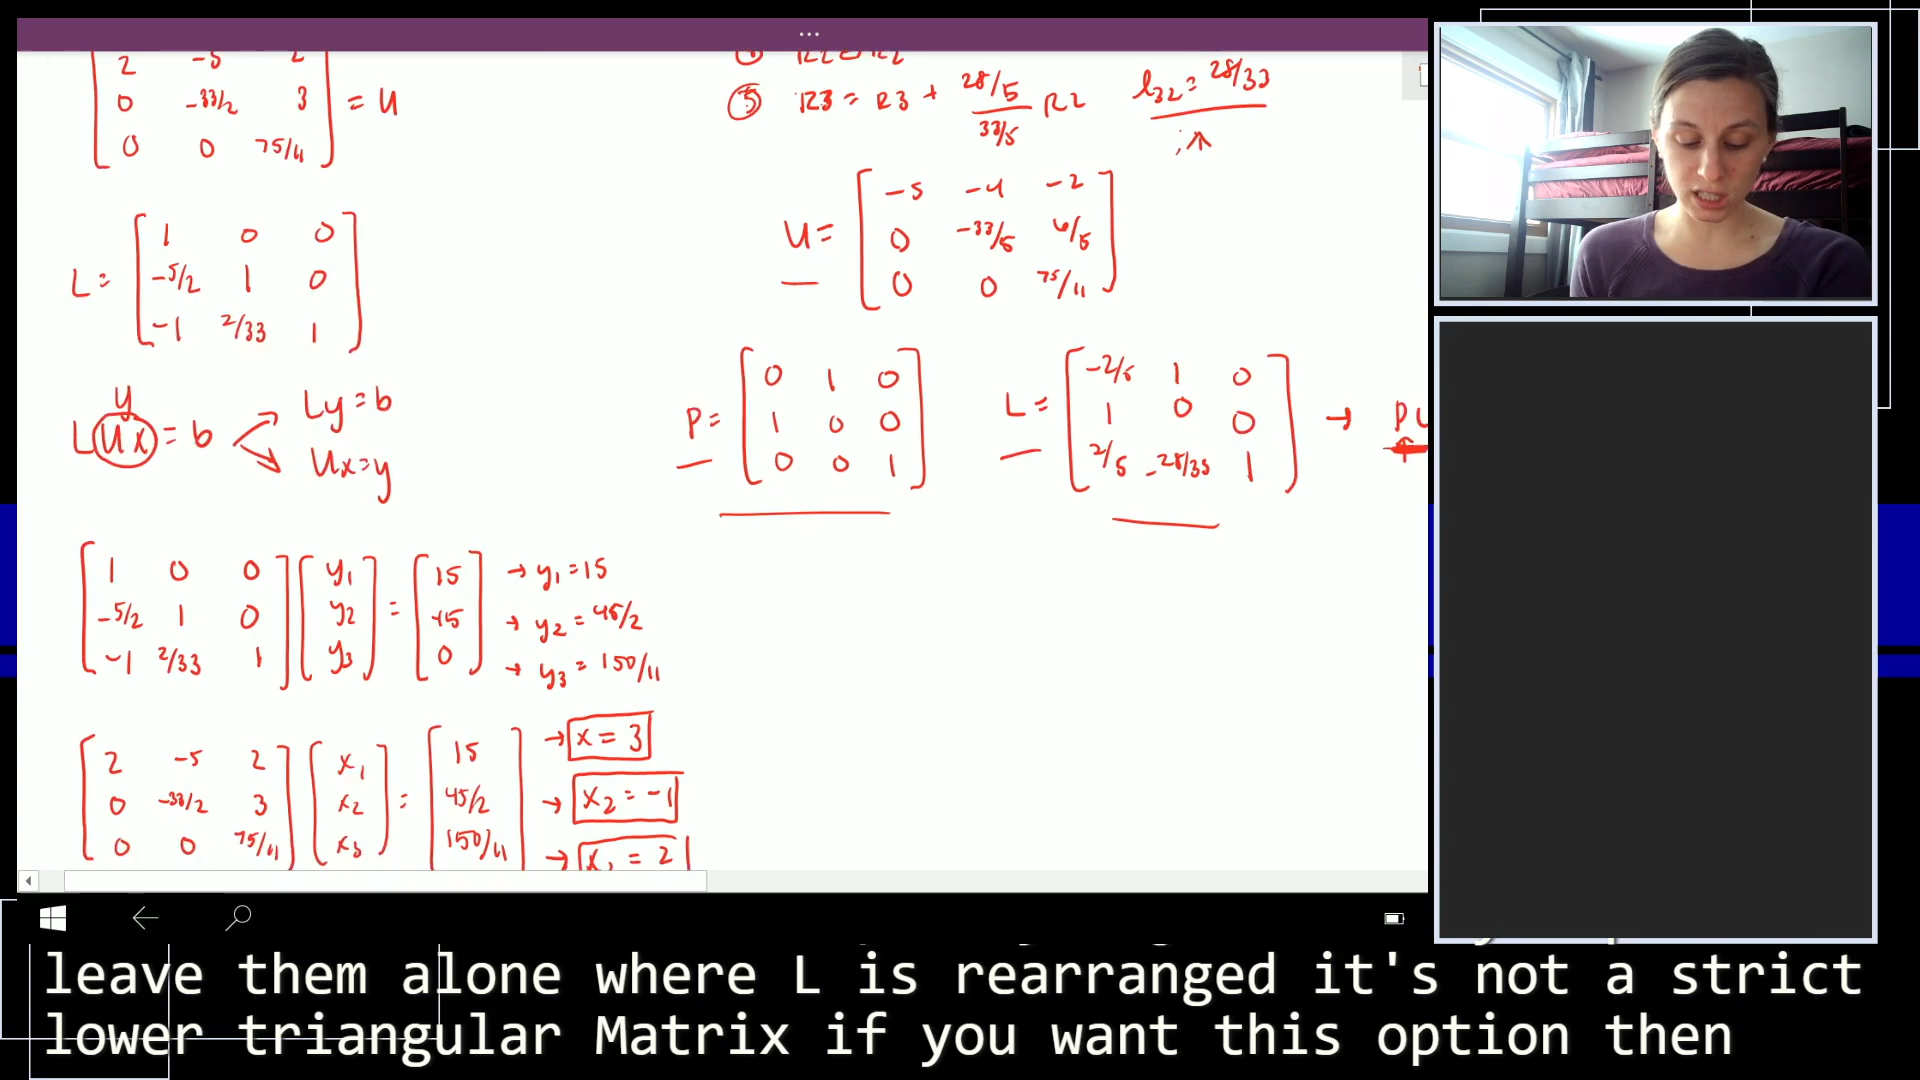 2 -5 2
0 -33/2 3 = U
0 0 75/11
L = 1 0 0
-5/2 1 0
-1 2/33 1
y
LUx = b
Ly = b
Ux = y
1 0 0 y1 15 → y1 = 15
-5/2 1 0 y2 = 15 → y2 = 45/2
-1 2/33 1 y3 0 → y3 = 150/11
2 -5 2 x1 15 → x = 3
0 -33/2 3 x2 = 45/2 → x2 = -1
0 0 75/11 x3 150/11 → = 2
5 R3 = R3 + 28/5 / 33/5 R2 l32 = 28/33
U = -5 -4 -2
0 -33/5 6/5
0 0 75/11
P = 0 1 0
1 0 0
0 0 1
L = -2/5 1 0
1 0 0 →
2/5 -28/33 1
leave them alone where L is rearranged it's not a strict
lower triangular Matrix if you want this option then